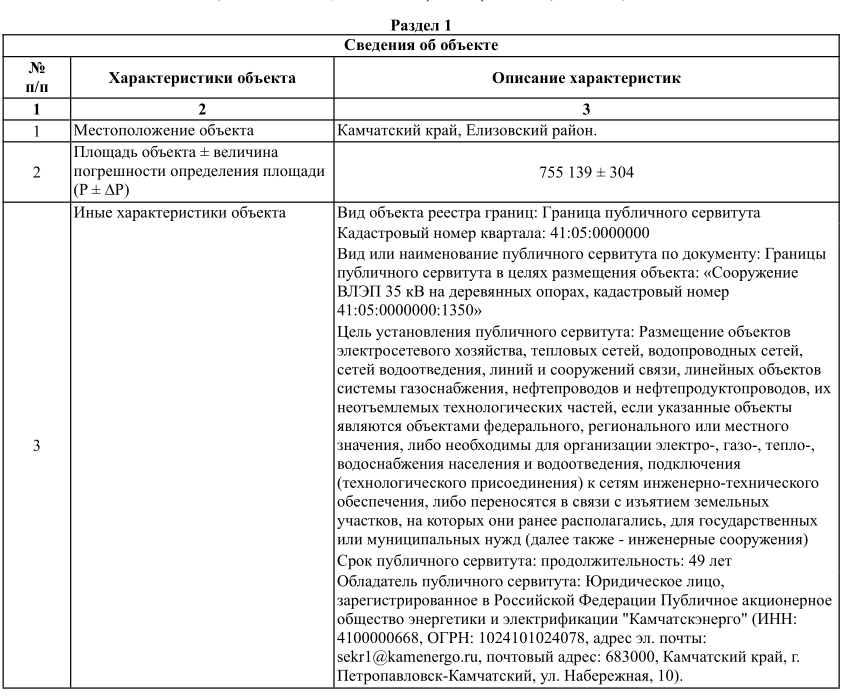 Раздел 1
Сведения об объекте
№
п/п
Характеристики объекта
Описание характеристик
1
2
3
1
Местоположение объекта
Камчатский край, Елизовский район.
2
Площадь объекта ± величина
погрешности определения площади
(P ± ΔP)
755 139 ± 304
3
Иные характеристики объекта
Вид объекта реестра границ: Граница публичного сервитута
Кадастровый номер квартала: 41:05:0000000
Вид или наименование публичного сервитута по документу: Границы
публичного сервитута в целях размещения объекта: «Сооружение
ВЛЭП 35 кВ на деревянных опорах, кадастровый номер
41:05:0000000:1350»
Цель установления публичного сервитута: Размещение объектов
электросетевого хозяйства, тепловых сетей, водопроводных сетей,
сетей водоотведения, линий и сооружений связи, линейных объектов
системы газоснабжения, нефтепроводов и нефтепродуктопроводов, их
неотъемлемых технологических частей, если указанные объекты
являются объектами федерального, регионального или местного
значения, либо необходимы для организации электро-, газо-, тепло-,
водоснабжения населения и водоотведения, подключения
(технологического присоединения) к сетям инженерно-технического
обеспечения, либо переносятся в связи с изъятием земельных
участков, на которых они ранее располагались, для государственных
или муниципальных нужд (далее также - инженерные сооружения)
Срок публичного сервитута: продолжительность: 49 лет
Обладатель публичного сервитута: Юридическое лицо,
зарегистрированное в Российской Федерации Публичное акционерное
общество энергетики и электрификации "Камчатскэнерго" (ИНН:
4100000668, ОГРН: 1024101024078, адрес эл. почты:
sekr1@kamenergo.ru, почтовый адрес: 683000, Камчатский край, г.
Петропавловск-Камчатский, ул. Набережная, 10).